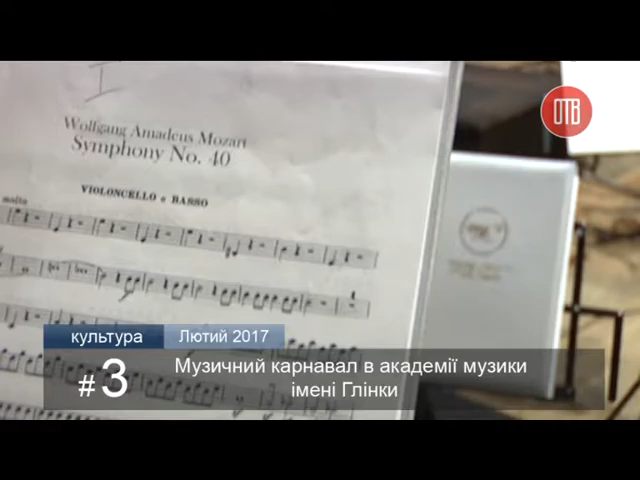 I
Wolfgang Amadeus Mozart
Symphony No. 40
VIOLONCELLO e BASSO
molto
ОТВ
культура
Лютий 2017
#3
Музичний карнавал в академії музики
імені Глінки